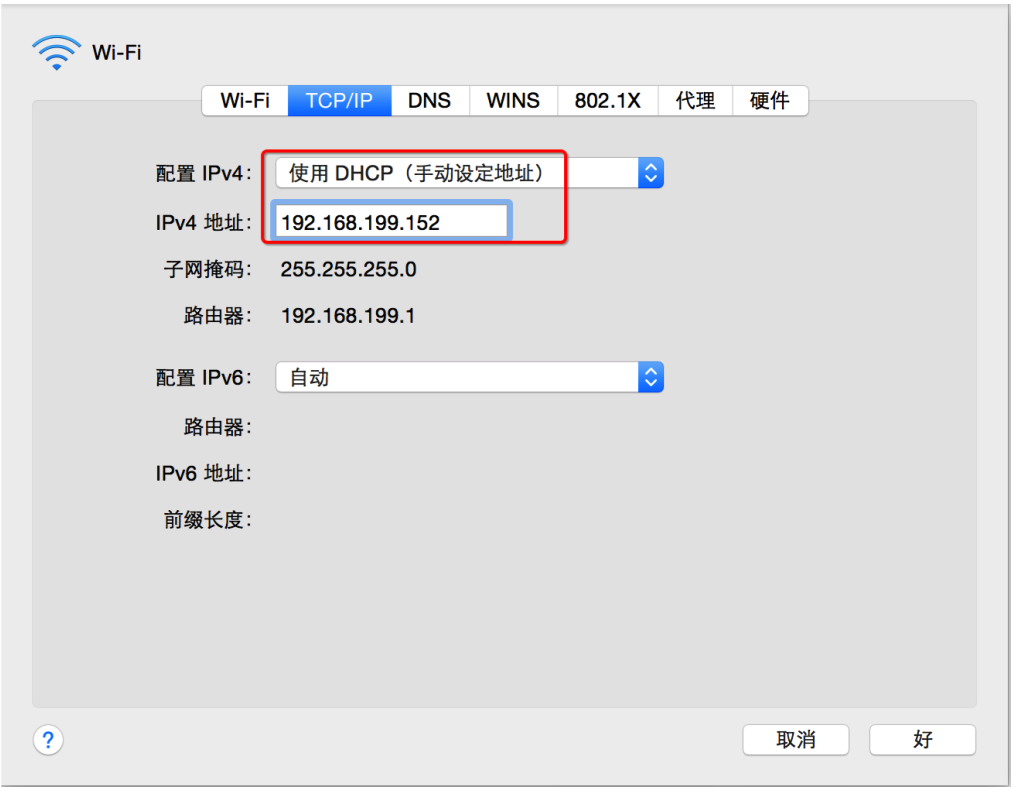 Wi-Fi
Wi-Fi TCP/IP DNS WINS 802.1X 代理 硬件
配置 IPv4： 使用 DHCP（手动设定地址）
IPv4 地址： 192.168.199.152
子网掩码： 255.255.255.0
路由器： 192.168.199.1
配置 IPv6： 自动
路由器：
IPv6 地址：
前缀长度：
? 取消 好